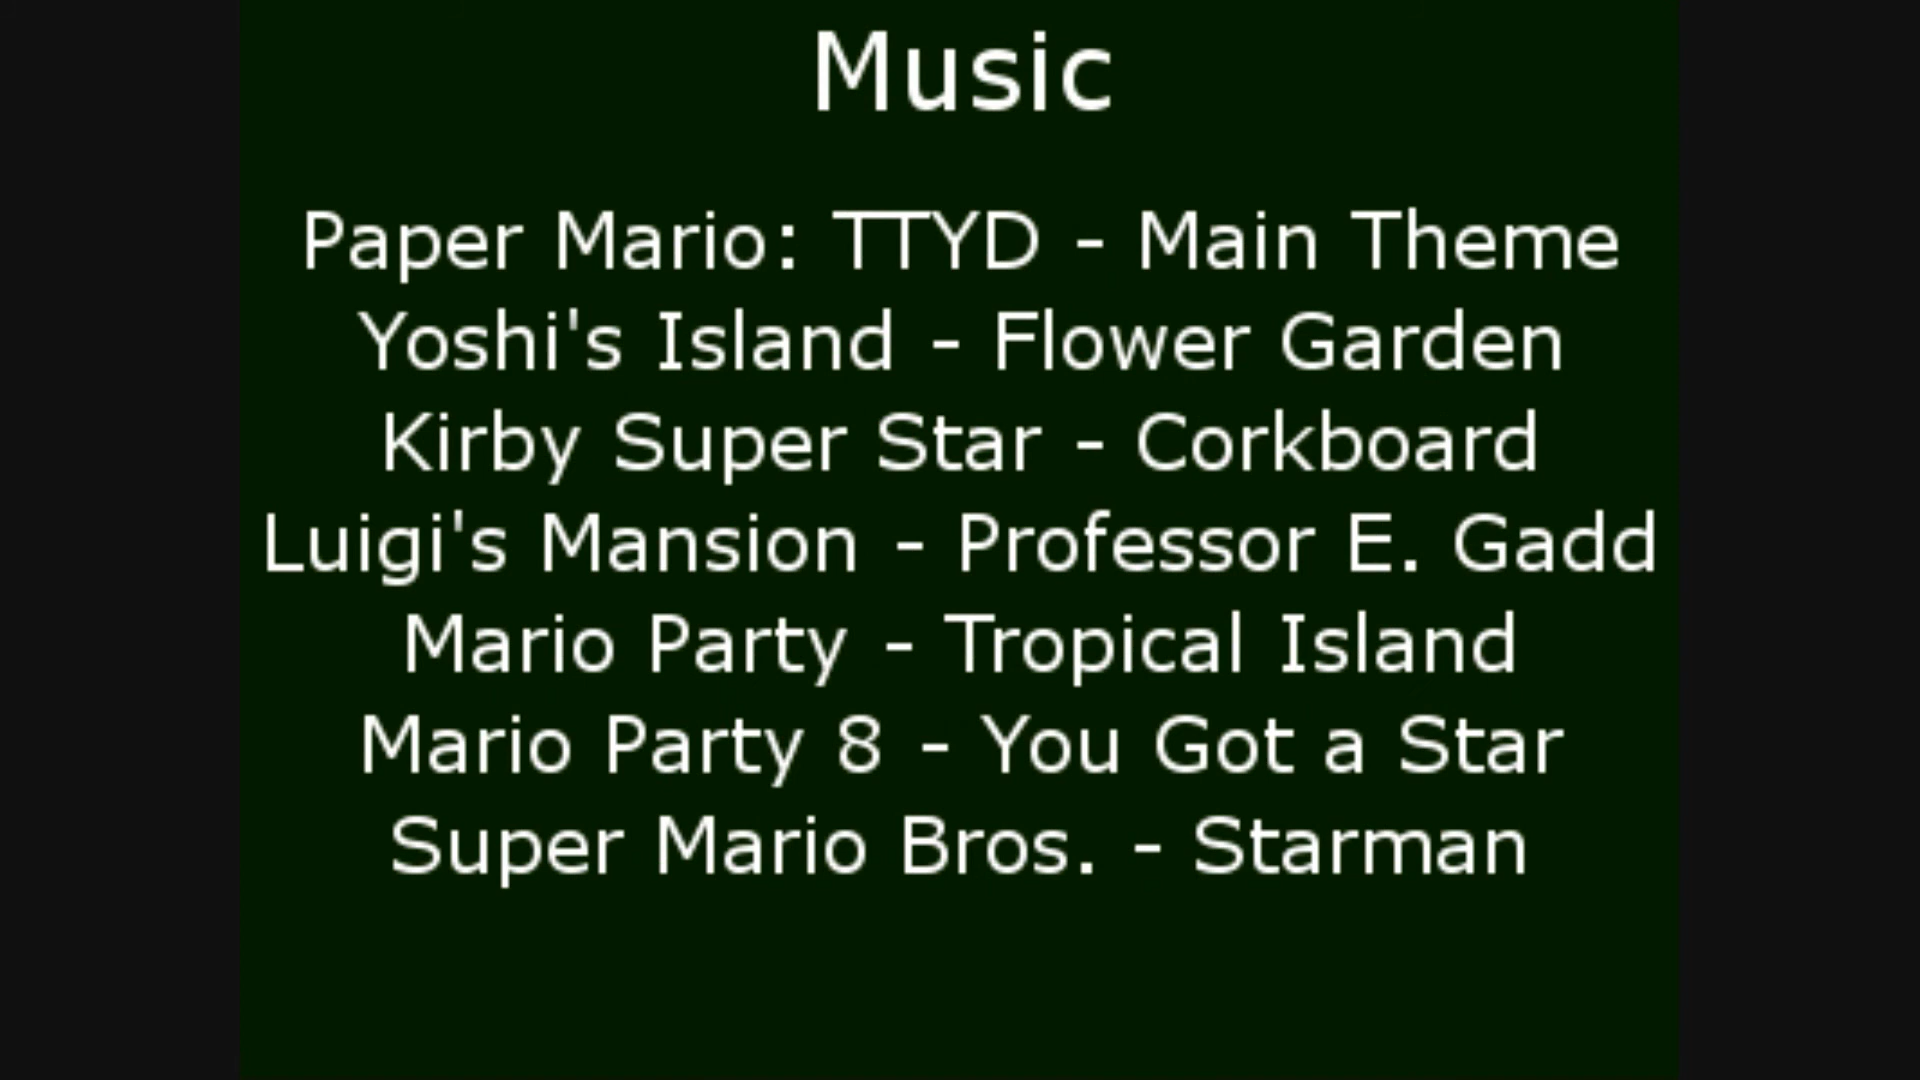 Music
Paper Mario: TTYD - Main Theme
Yoshi's Island - Flower Garden
Kirby Super Star - Corkboard
Luigi's Mansion - Professor E. Gadd
Mario Party - Tropical Island
Mario Party 8 - You Got a Star
Super Mario Bros. - Starman